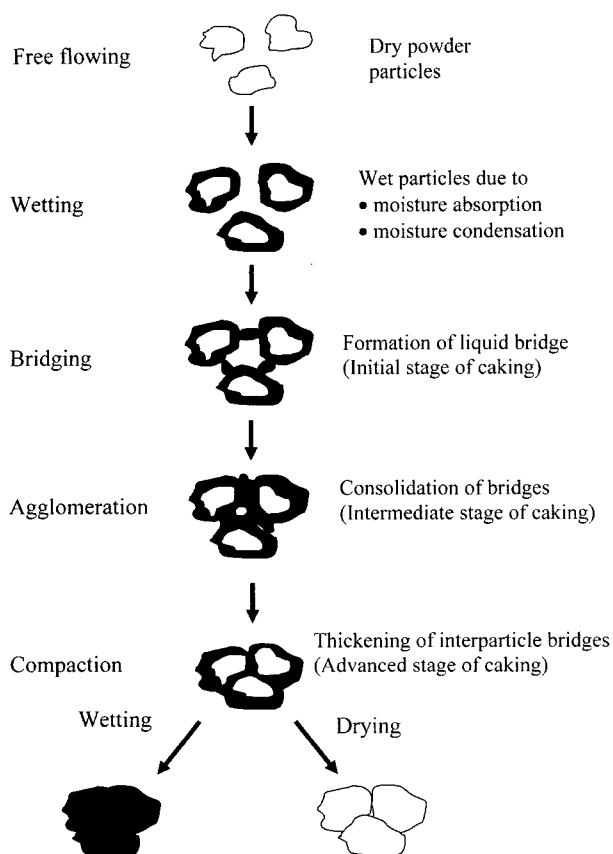 Free flowing
Dry powder
particles
Wetting
Wet particles due to
• moisture absorption
• moisture condensation
Bridging
Formation of liquid bridge
(Initial stage of caking)
Agglomeration
Consolidation of bridges
(Intermediate stage of caking)
Compaction
Thickening of interparticle bridges
(Advanced stage of caking)
Wetting
Drying